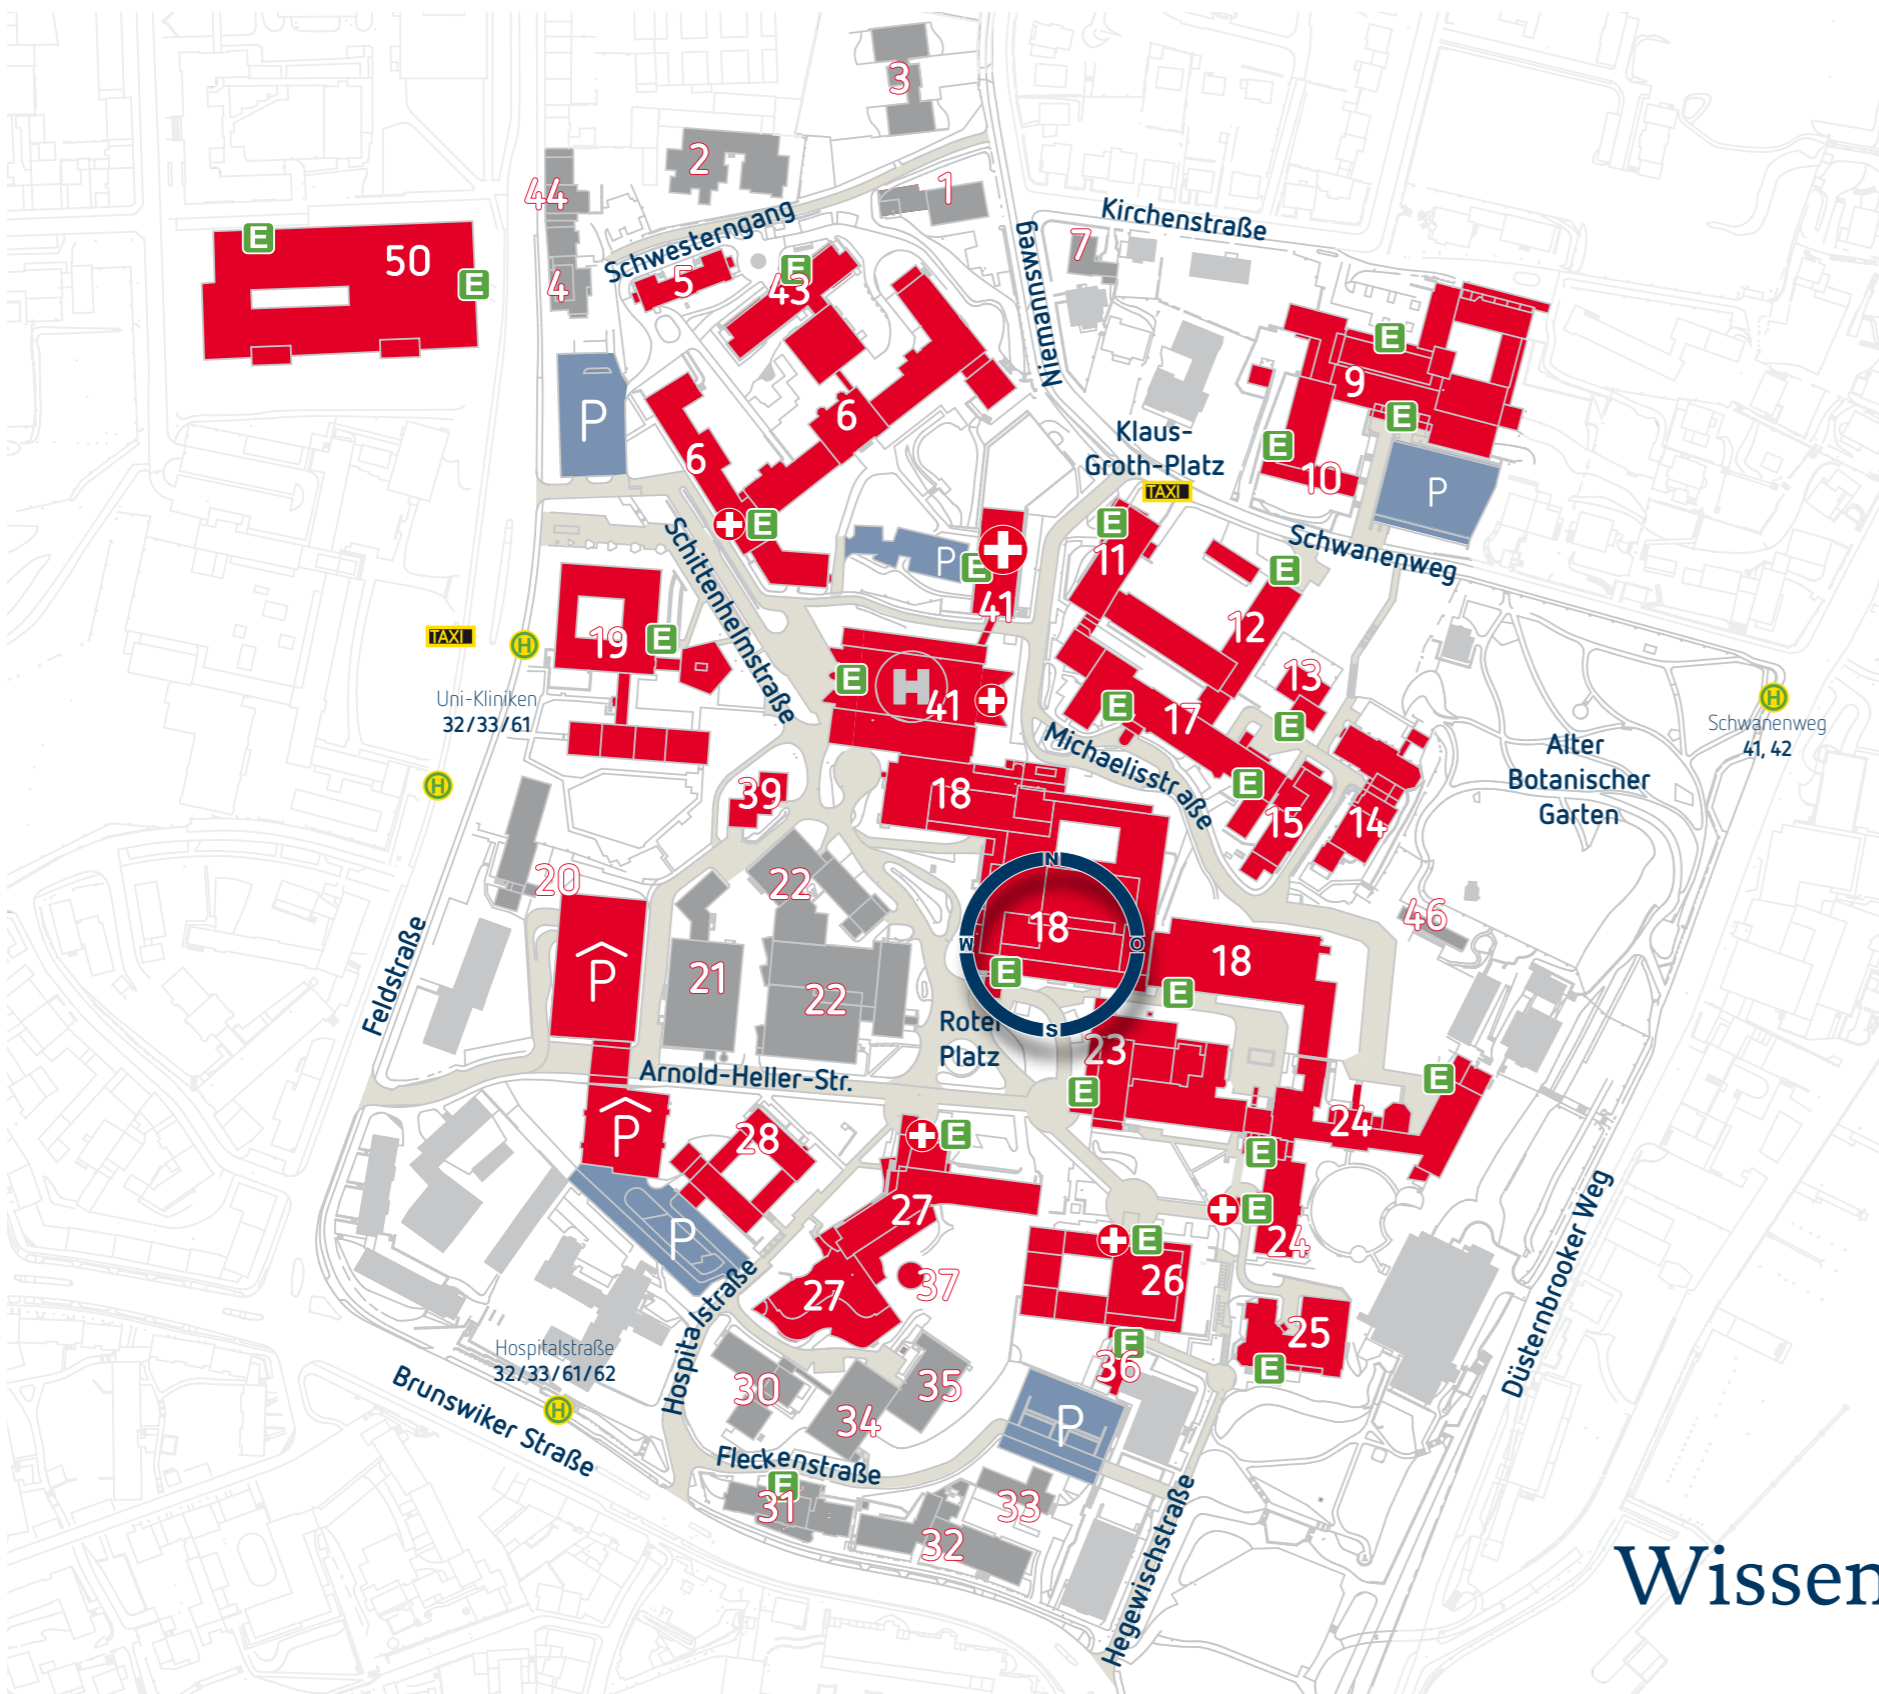 3
2
1
44
Schwesterngang
Kirchenstraße
Niemannsweg
7
E
50
E
4
5
E
43
9
E
E
E
10
P
P
6
6
Klaus-
Groth-Platz
TAXI
Schwanenweg
E
E
11
P
E
41
E
12
Schittenhelmstraße
19
E
TAXI
H
Uni-Kliniken
32/33/61
H
E
H
41
13
E
E
17
Michaelisstraße
H
Schwanenweg
41, 42
Alter
Botanischer
Garten
39
18
E
15
14
20
22
N
W
O
S
18
E
46
Feldstraße
P
21
22
18
E
Roter
Platz
23
E
Arnold-Heller-Str.
P
28
E
24
E
E
P
27
E
24
E
26
27
37
25
E
Hospitalstraße
Hospitalstraße
32/33/61/62
H
Brunswiker Straße
E
36
30
35
34
P
Düsternbrooker Weg
Fleckenstraße
E
31
33
32
Hegewischstraße
Wissen